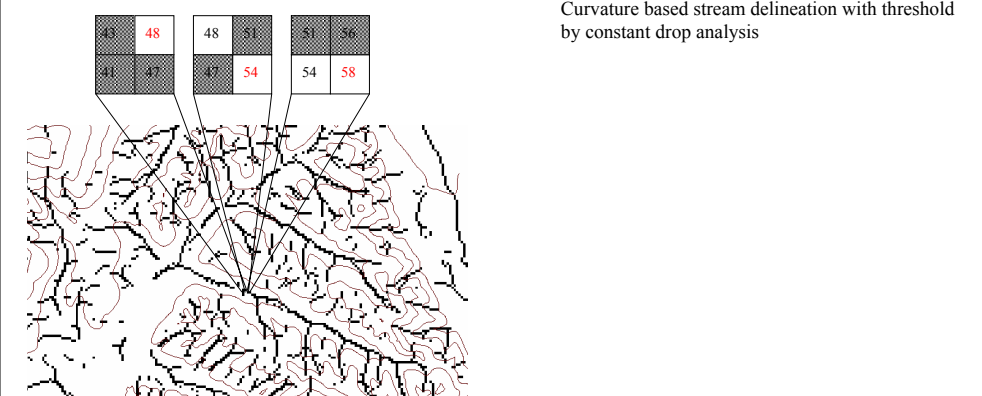 43 48 48 51 51 56
41 47 47 54 54 58
Curvature based stream delineation with threshold
by constant drop analysis